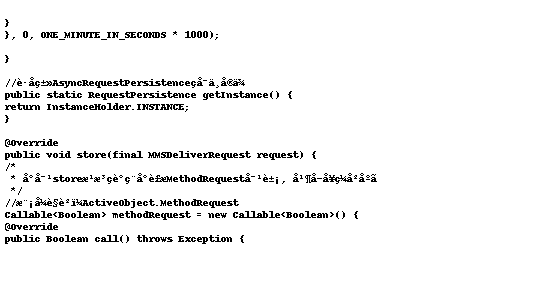 }
}, 0, ONE_MINUTE_IN_SECONDS * 1000);
}
//è·å ç±»AsyncRequestPersistenceçå¯ä¸å®ä¾
public static RequestPersistence getInstance() {
return InstanceHolder.INSTANCE;
}
@Override
public void store(final MMSDeliverRequest request) {
/*
* å°å¯¹storeæ¹æ³çè°ç¨å°è£æMethodRequestå¯¹è±¡, å¹¶å­å¥ç¼å²åºã
*/
//æ¨¡å¼è§è²ï¼ActiveObject.MethodRequest
Callable<Boolean> methodRequest = new Callable<Boolean>() {
@Override
public Boolean call() throws Exception {